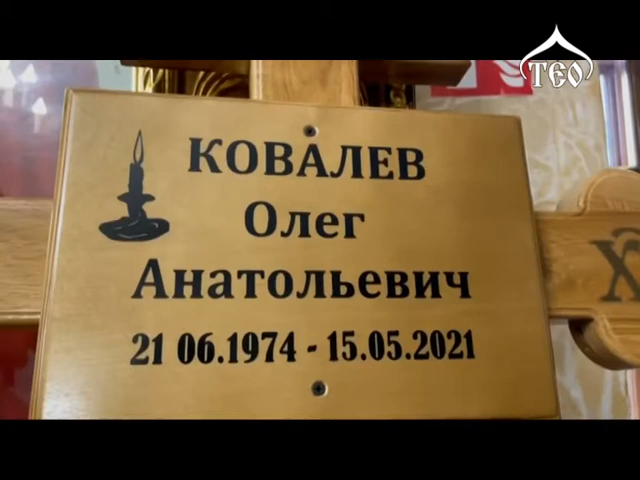 ТЕО
КОВАЛЕВ
Олег
Анатольевич
21 06.1974 - 15.05.2021
Х